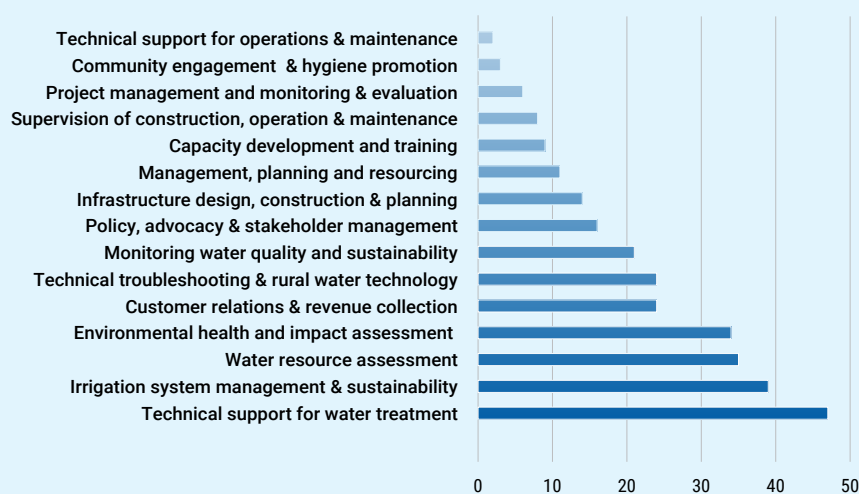 Technical support for operations & maintenance
Community engagement & hygiene promotion
Project management and monitoring & evaluation
Supervision of construction, operation & maintenance
Capacity development and training
Management, planning and resourcing
Infrastructure design, construction & planning
Policy, advocacy & stakeholder management
Monitoring water quality and sustainability
Technical troubleshooting & rural water technology
Customer relations & revenue collection
Environmental health and impact assessment
Water resource assessment
Irrigation system management & sustainability
Technical support for water treatment
0 10 20 30 40 50